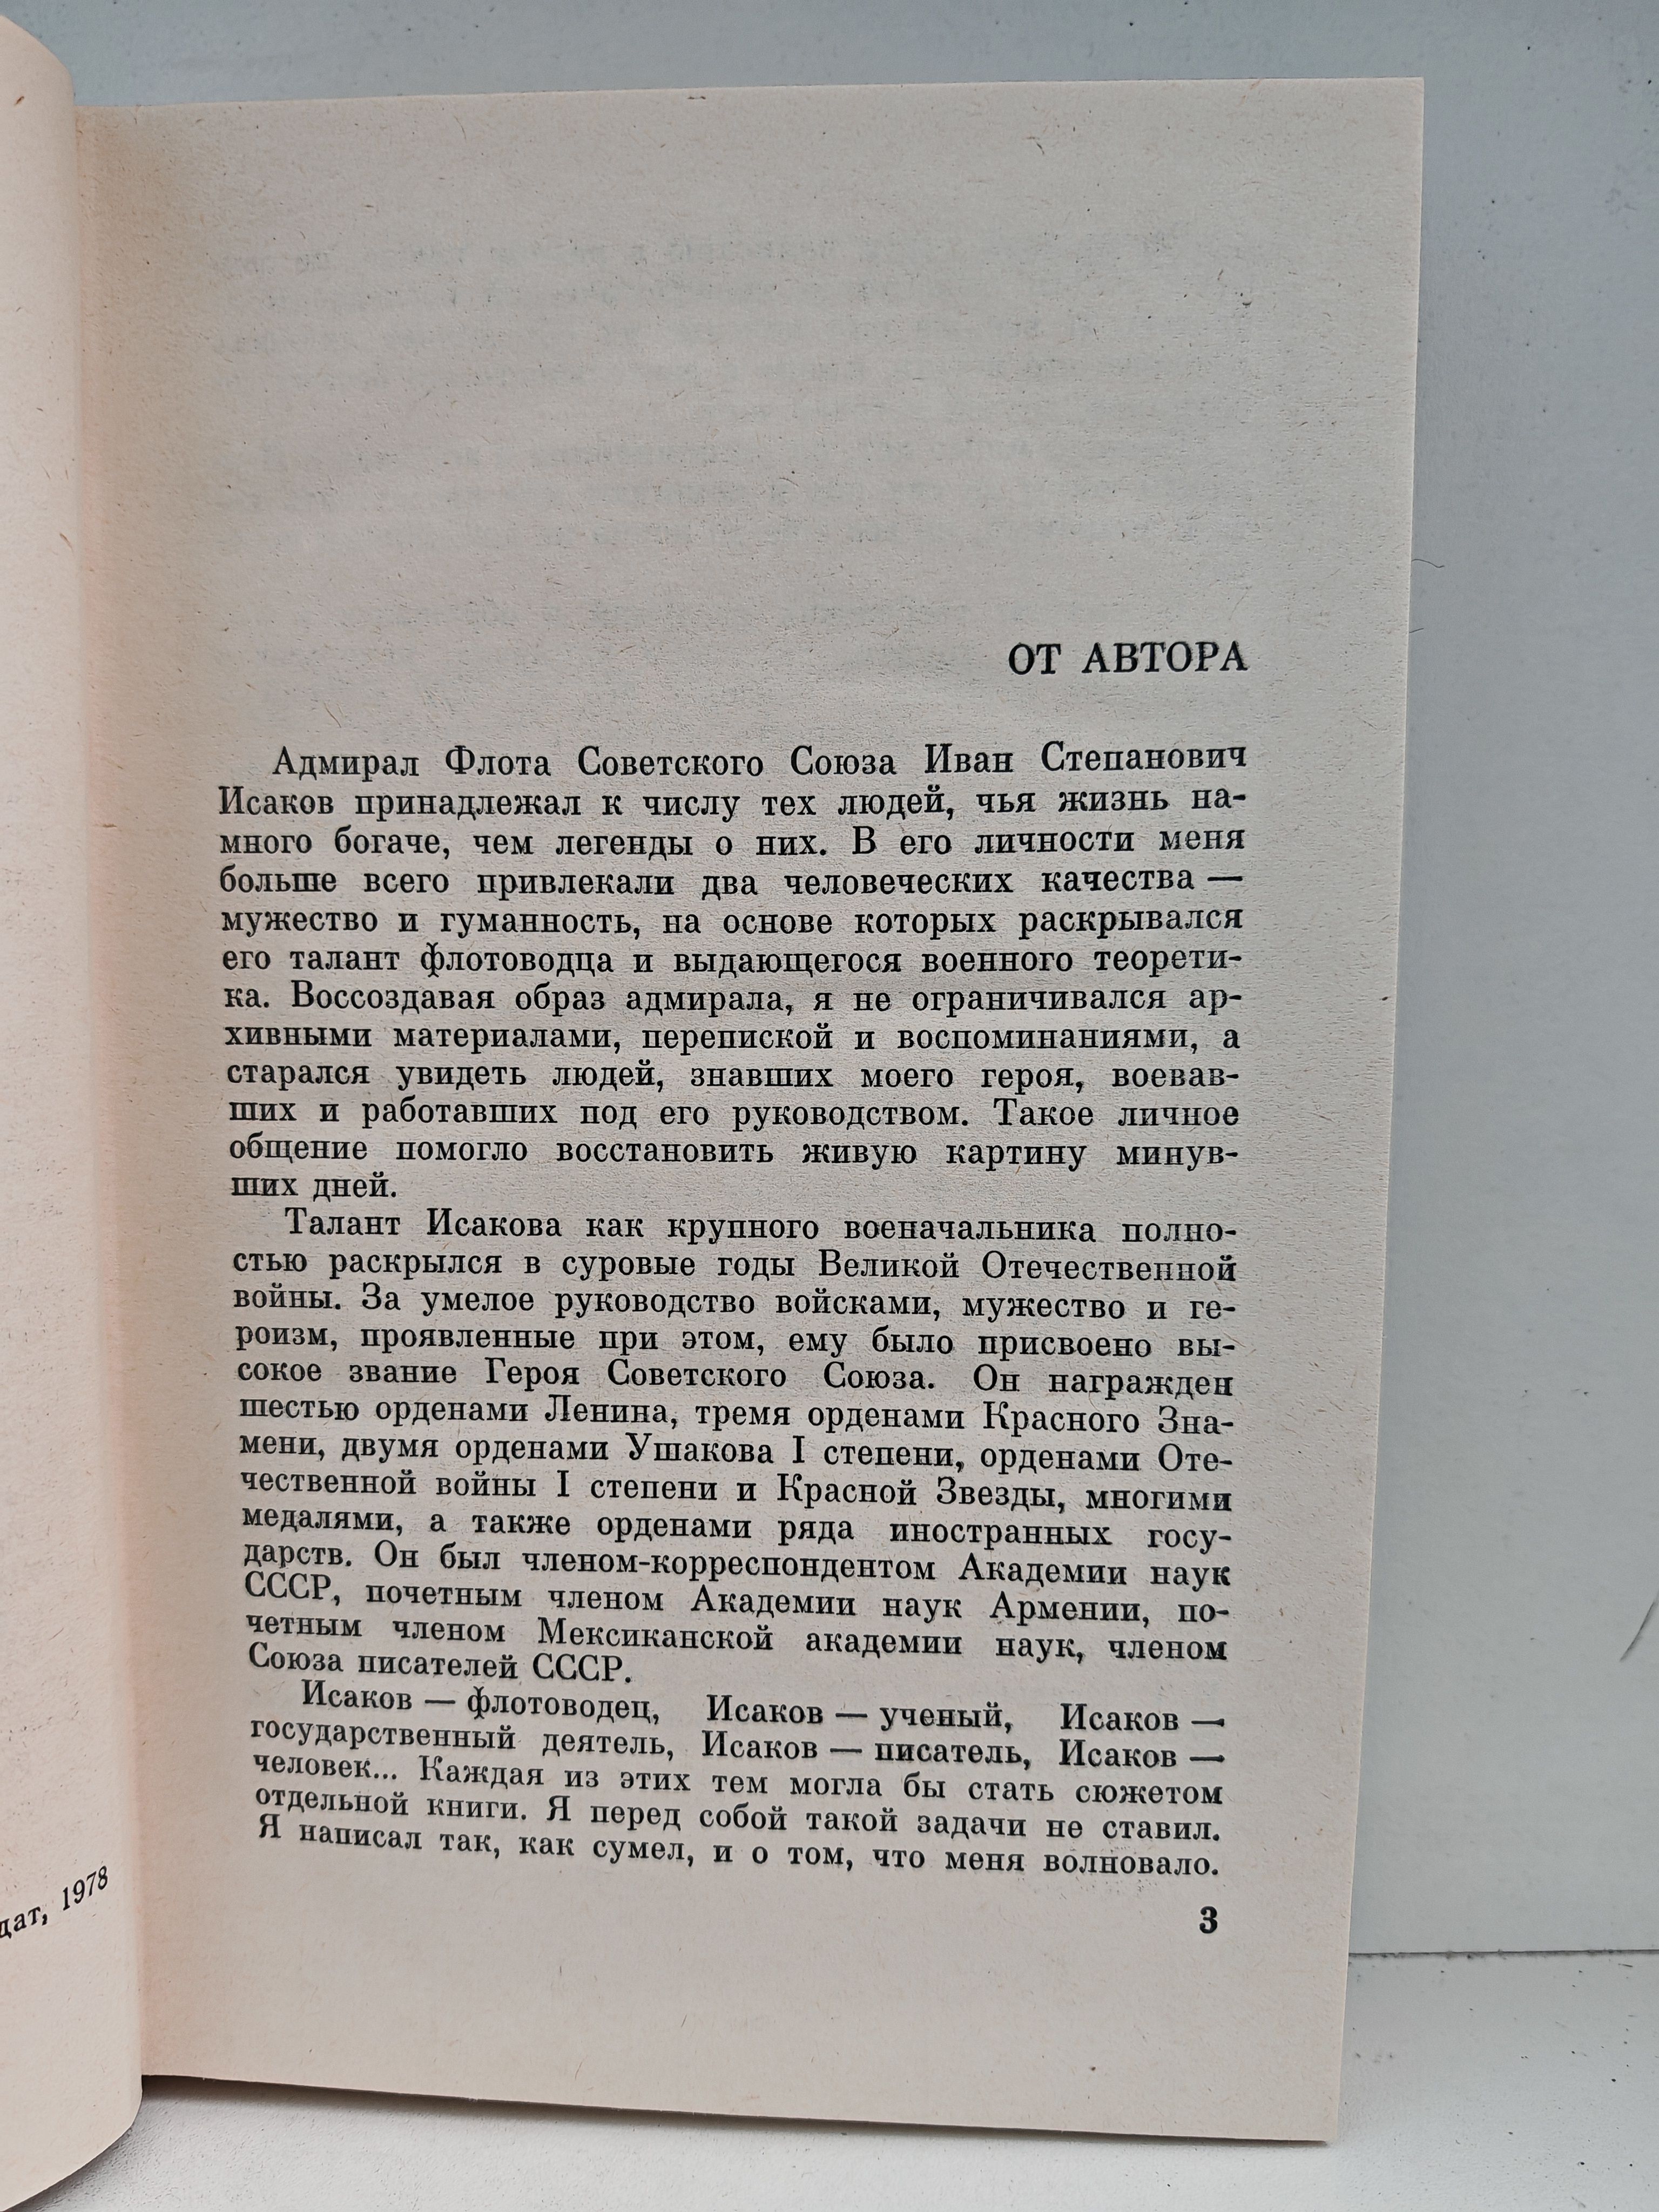 ОТ АВТОРА
Адмирал Флота Советского Союза Иван Степанович
Исаков принадлежал к числу тех людей, чья жизнь на-
много богаче, чем легенды о них. В его личности меня
больше всего привлекали два человеческих качества —
мужество и гуманность, на основе которых раскрывался
его талант флотоводца и выдающегося военного теорети-
ка. Воссоздавая образ адмирала, я не ограничивался ар-
хивными материалами, перепиской и воспоминаниями, а
старался увидеть людей, знавших моего героя, воевав-
ших и работавших под его руководством. Такое личное
общение помогло восстановить живую картину минув-
ших дней.
Талант Исакова как крупного военачальника полно-
стью раскрылся в суровые годы Великой Отечественной
войны. За умелое руководство войсками, мужество и ге-
роизм, проявленные при этом, ему было присвоено вы-
сокое звание Героя Советского Союза. Он награжден
шестью орденами Ленина, тремя орденами Красного Зна-
мени, двумя орденами Ушакова I степени, орденами Оте-
чественной войны I степени и Красной Звезды, многими
медалями, а также орденами ряда иностранных госу-
дарств. Он был членом-корреспондентом Академии наук
СССР, почетным членом Академии наук Армении, по-
четным членом Мексиканской академии наук, членом
Союза писателей СССР.
Исаков — флотоводец, Исаков — ученый, Исаков —
государственный деятель, Исаков — писатель, Исаков —
человек... Каждая из этих тем могла бы стать сюжетом
отдельной книги. Я перед собой такой задачи не ставил.
Я написал так, как сумел, и о том, что меня волновало.
3
дат, 1978